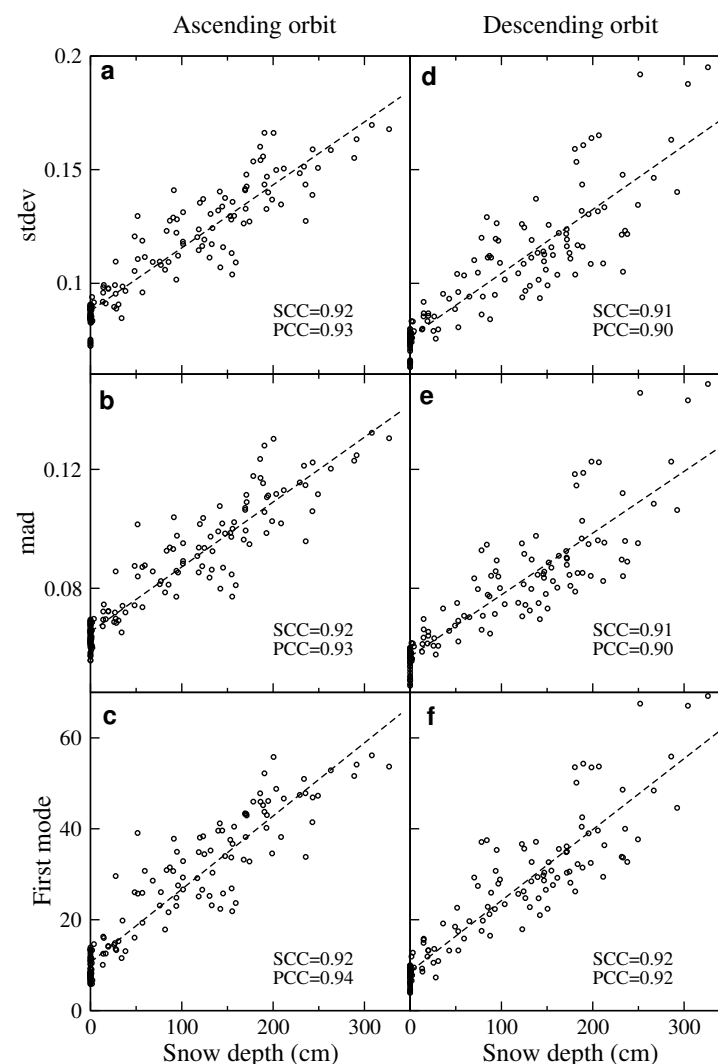 Ascending orbit Descending orbit
0.2
a
d
0.15
stdev
0.1
SCC=0.92
PCC=0.93
SCC=0.91
PCC=0.90
b
e
0.12
mad
0.08
SCC=0.92
PCC=0.93
SCC=0.91
PCC=0.90
c
f
60
40
First mode
20
SCC=0.92
PCC=0.94
SCC=0.92
PCC=0.92
0
0 100 200 300 0 100 200 300
Snow depth (cm) Snow depth (cm)